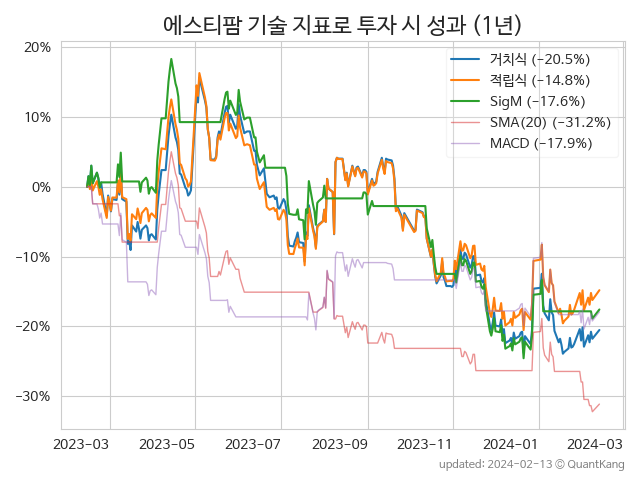 에스티팜 기술 지표로 투자 시 성과 (1년)
20%
10%
0%
−10%
−20%
−30%
거치식 (−20.5%)
적립식 (−14.8%)
SigM (−17.6%)
SMA(20) (−31.2%)
MACD (−17.9%)
2023-03
2023-05
2023-07
2023-09
2023-11
2024-01
2024-03
updated: 2024-02-13 ⓒ QuantKang